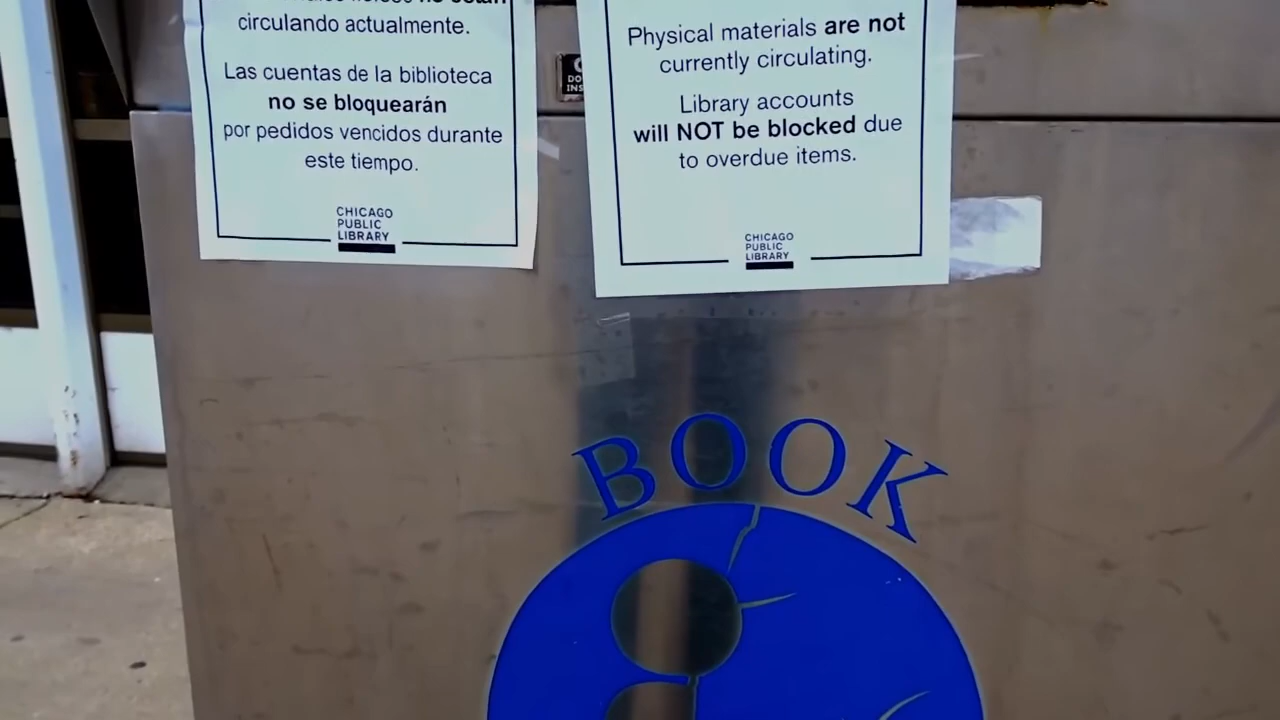 no están
circulando actualmente.
Las cuentas de la biblioteca
no se bloquearán
por pedidos vencidos durante
este tiempo.
CHICAGO
PUBLIC
LIBRARY
Physical materials are not
currently circulating.
Library accounts
will NOT be blocked due
to overdue items.
CHICAGO
PUBLIC
LIBRARY
BOOK